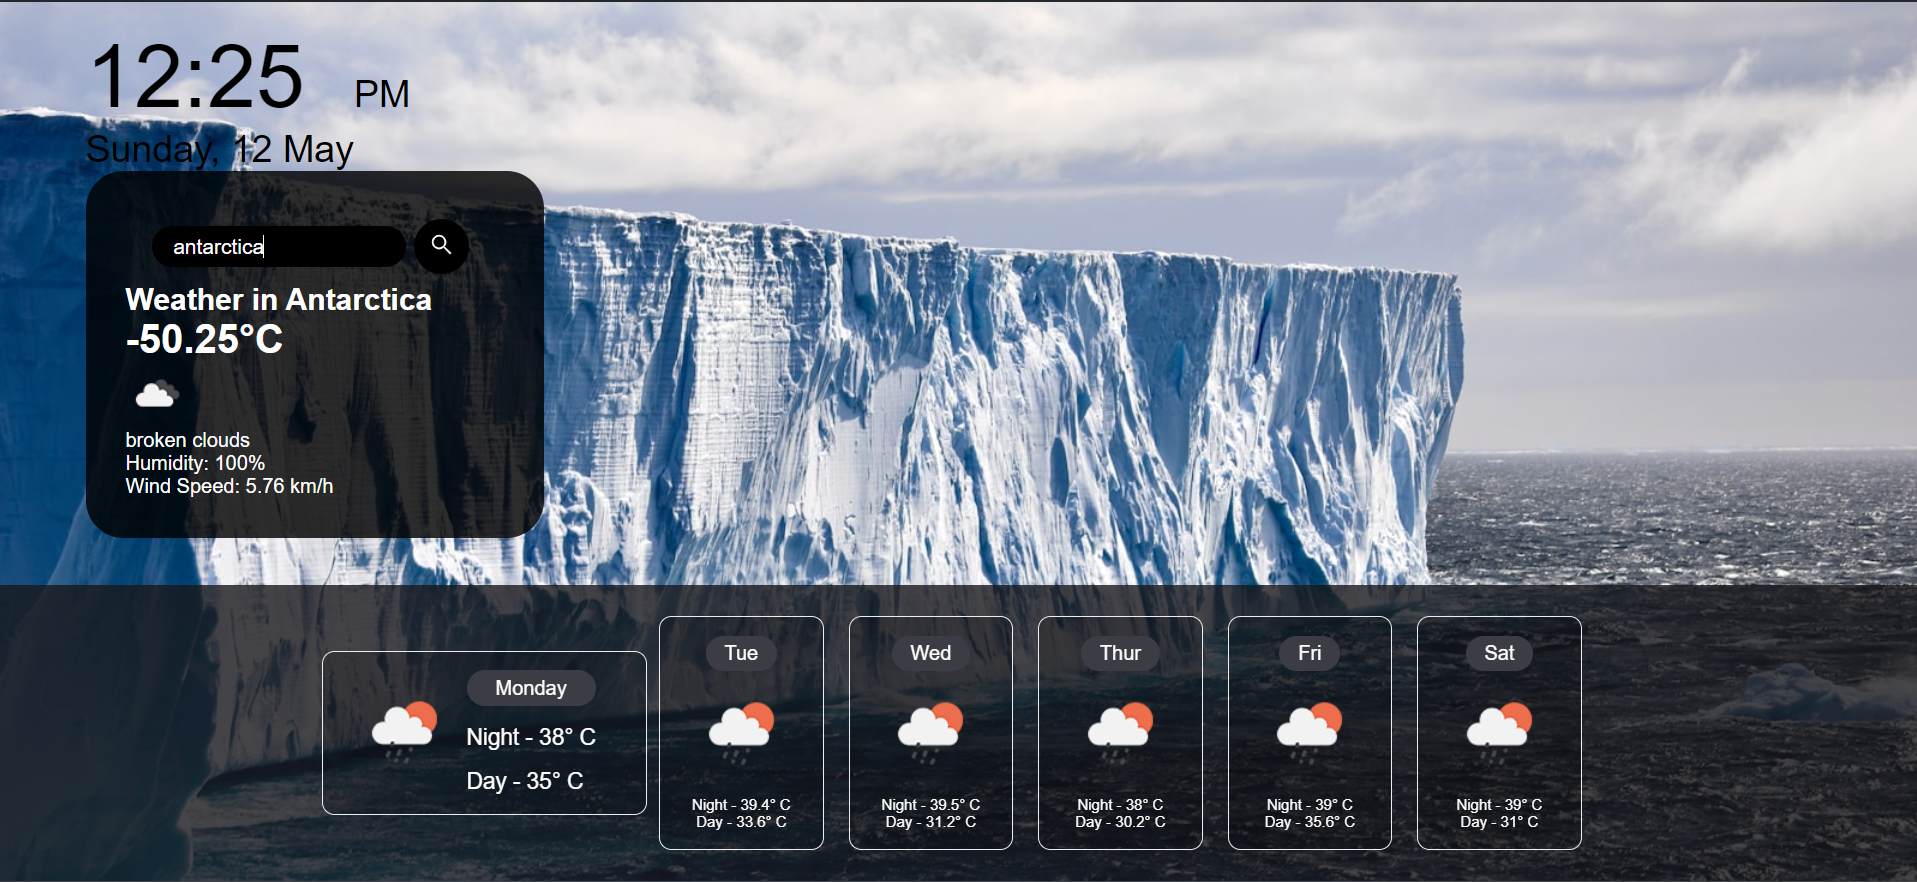 12:25 PM
Sunday, 12 May
antarctica
Weather in Antarctica
-50.25°C
broken clouds
Humidity: 100%
Wind Speed: 5.76 km/h
Monday
Night - 38° C
Day - 35° C
Tue
Night - 39.4° C
Day - 33.6° C
Wed
Night - 39.5° C
Day - 31.2° C
Thur
Night - 38° C
Day - 30.2° C
Fri
Night - 39° C
Day - 35.6° C
Sat
Night - 39° C
Day - 31° C